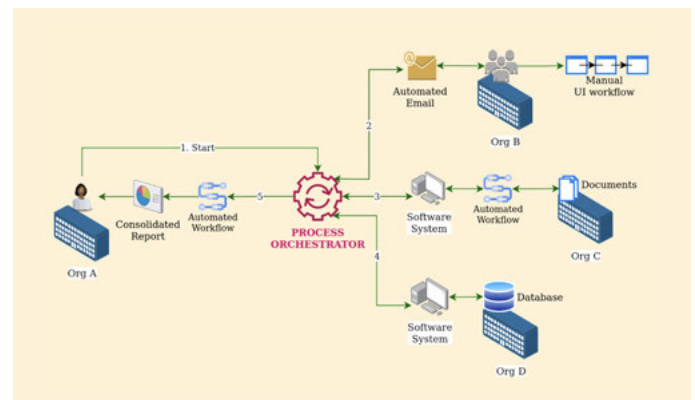 1. Start
2
3
4
5
PROCESS
ORCHESTRATOR
Automated
Email
Org B
Manual
UI workflow
Software
System
Automated
Workflow
Documents
Org C
Software
System
Database
Org D
Automated
Workflow
Consolidated
Report
Org A